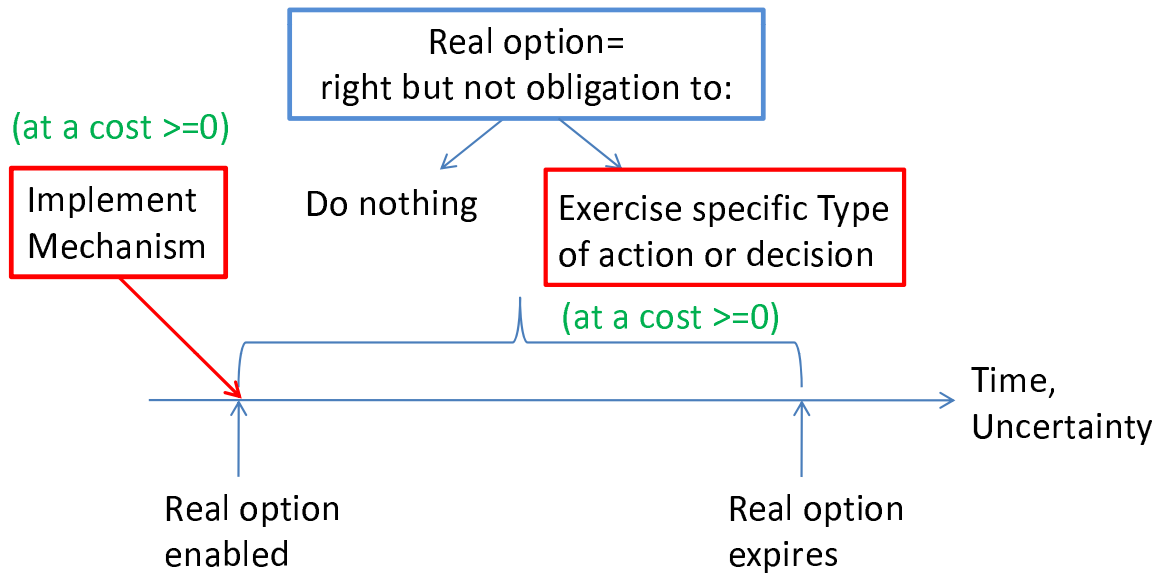 Real option=
right but not obligation to:
(at a cost >=0)
Implement
Mechanism
Do nothing
Exercise specific Type
of action or decision
(at a cost >=0)
Time,
Uncertainty
Real option
enabled
Real option
expires